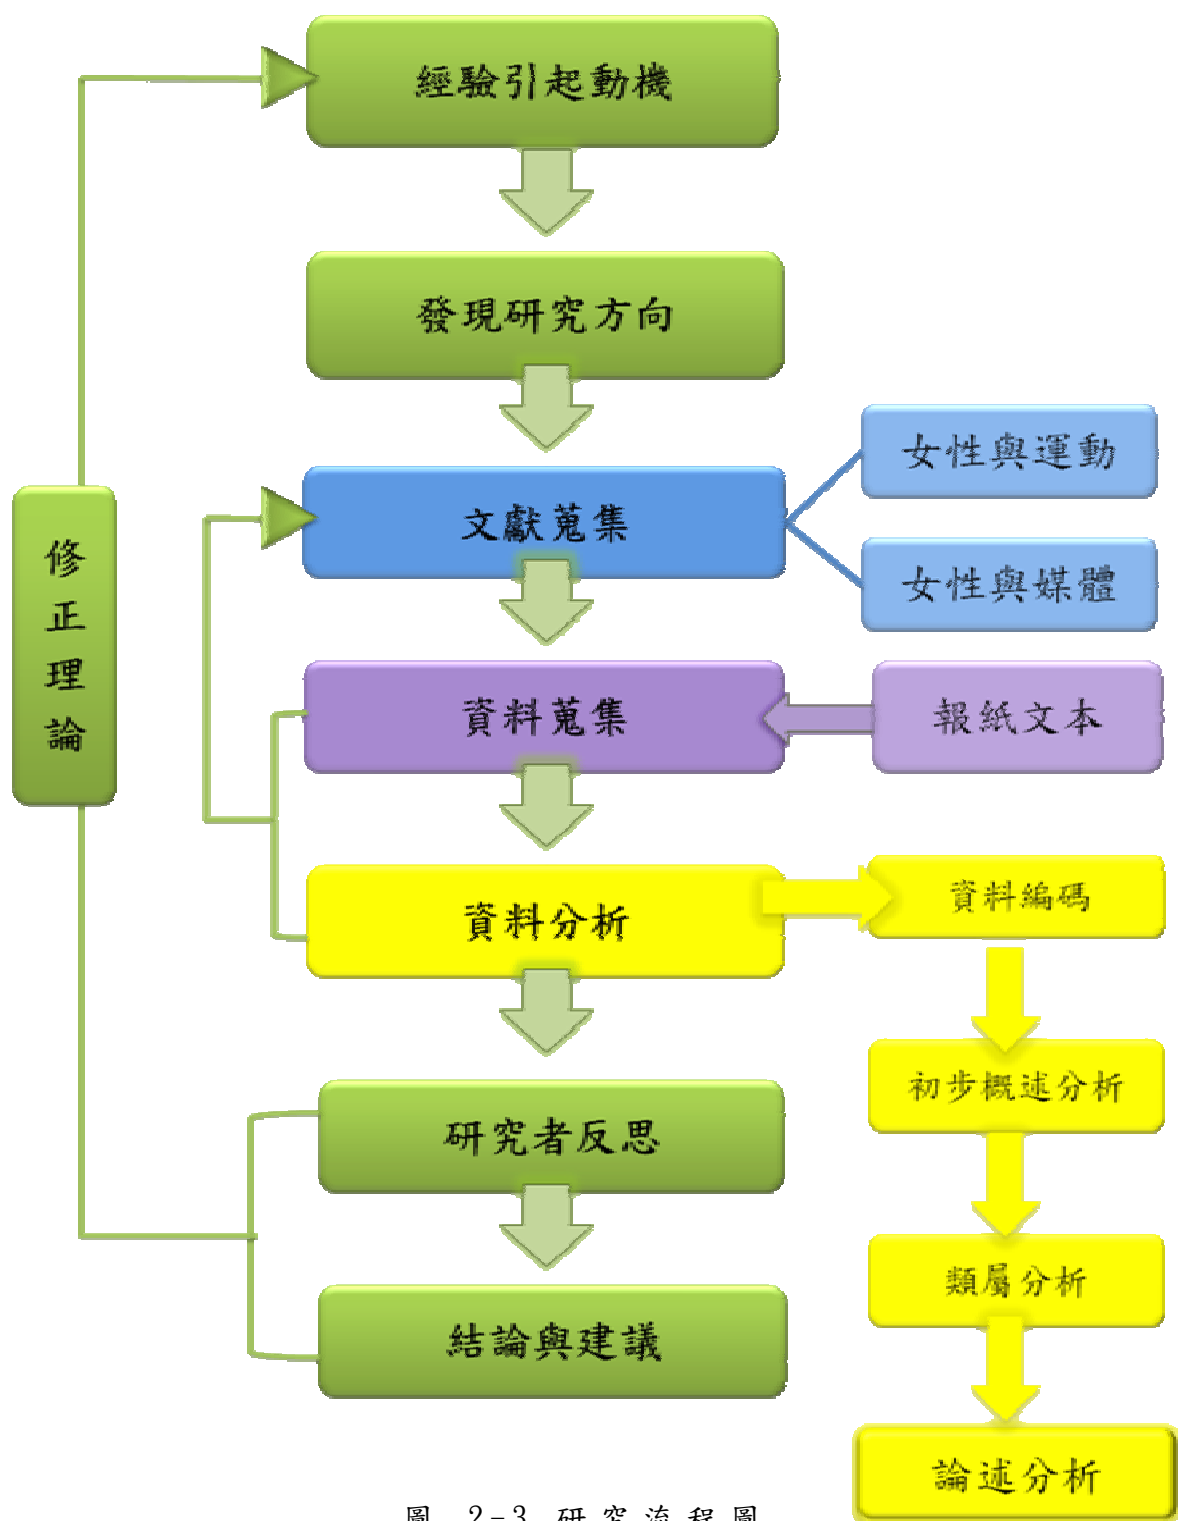 經驗引起動機
發現研究方向
女性與運動
文獻蒐集
女性與媒體
修正理論
資料蒐集
報紙文本
資料分析
資料編碼
初步概述分析
研究者反思
類屬分析
結論與建議
論述分析
圖 2-3 研究流程圖